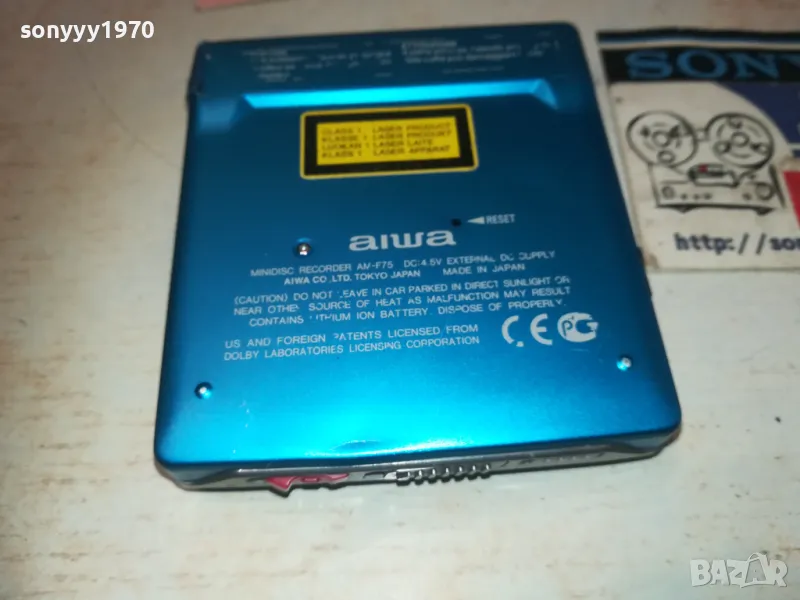 sonyyy1970
SONY
CLASS 1 LASER PRODUCT
KLASSE 1 LASER PRODUKT
LUOKAN 1 LASER LAITE
KLASS 1 LASER APPARAT
RESET
aiwa
MINIDISC RECORDER AM-F75 DC:4.5V EXTERNAL DC SUPPLY
AIWA CO.,LTD. TOKYO JAPAN MADE IN JAPAN
(CAUTION) DO NOT LEAVE IN CAR PARKED IN DIRECT SUNLIGHT OR
NEAR OTHER SOURCE OF HEAT AS MALFUNCTION MAY RESULT
CONTAINS LITHIUM ION BATTERY. DISPOSE OF PROPERLY.
US AND FOREIGN PATENTS LICENSED FROM
DOLBY LABORATORIES LICENSING CORPORATION
CE
http://son
BAZAR